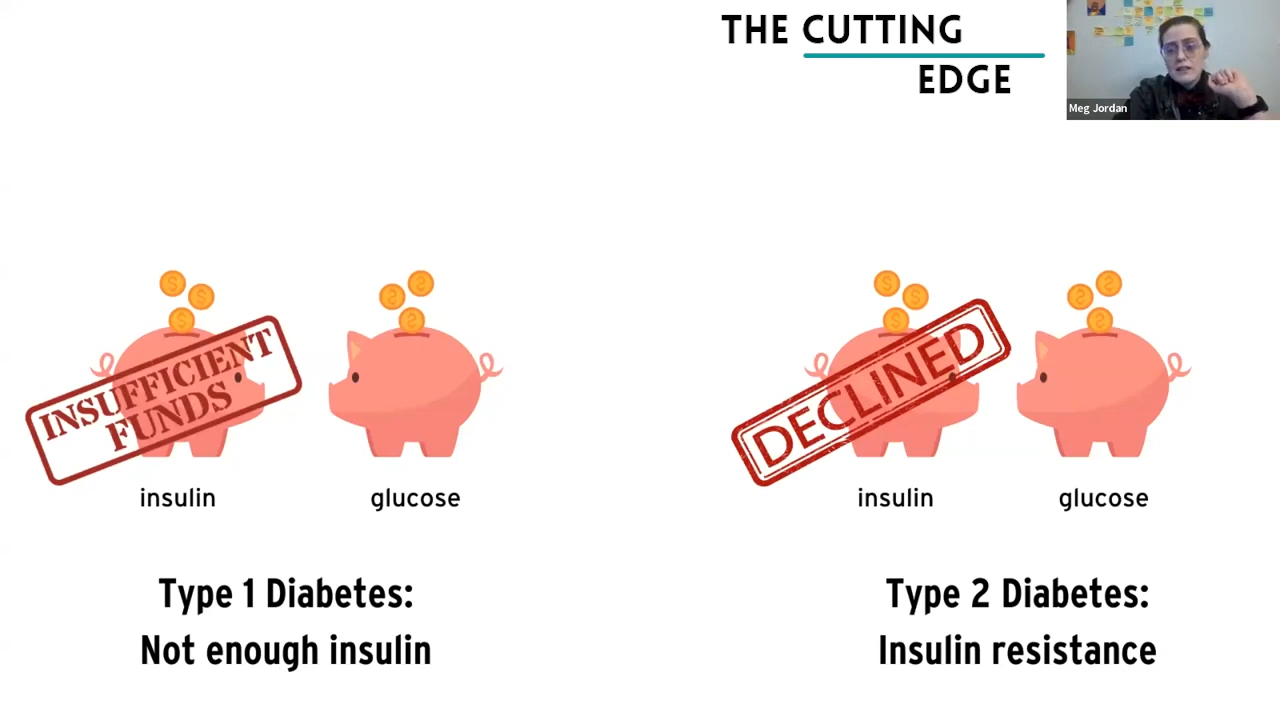 THE CUTTING
EDGE
Meg Jordan
INSUFFICIENT
FUNDS
DECLINED
insulin
glucose
insulin
glucose
Type 1 Diabetes:
Not enough insulin
Type 2 Diabetes:
Insulin resistance